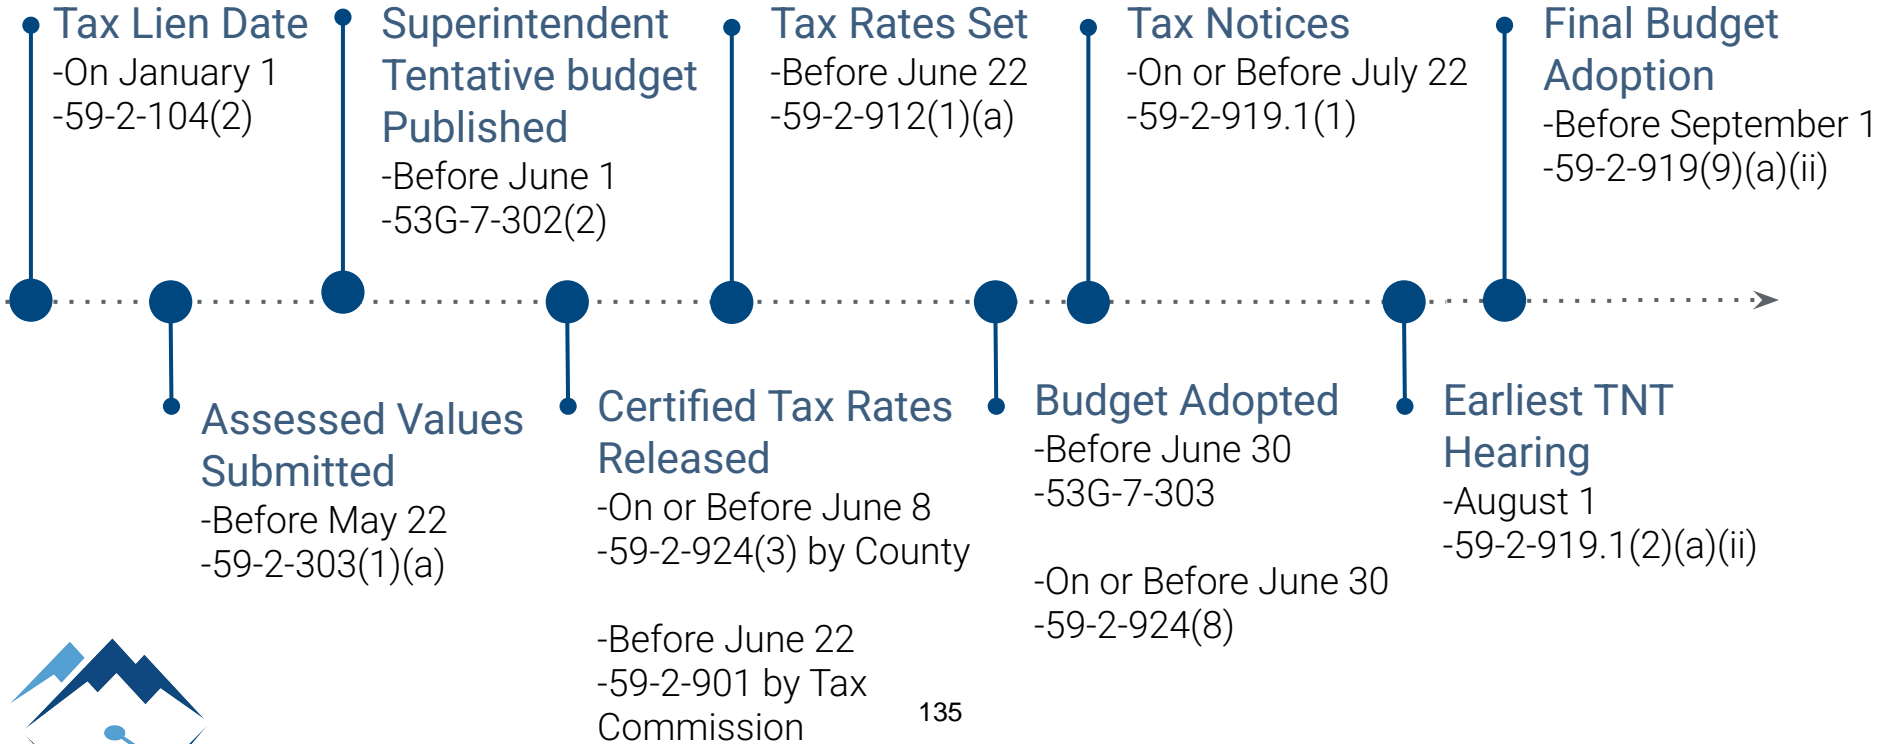 Tax Lien Date
-On January 1
-59-2-104(2)
Superintendent
Tentative budget
Published
-Before June 1
-53G-7-302(2)
Tax Rates Set
-Before June 22
-59-2-912(1)(a)
Tax Notices
-On or Before July 22
-59-2-919.1(1)
Final Budget
Adoption
-Before September 1
-59-2-919(9)(a)(ii)
Assessed Values
Submitted
-Before May 22
-59-2-303(1)(a)
Certified Tax Rates
Released
-On or Before June 8
-59-2-924(3) by County
-Before June 22
-59-2-901 by Tax
Commission
Budget Adopted
-Before June 30
-53G-7-303
-On or Before June 30
-59-2-924(8)
Earliest TNT
Hearing
-August 1
-59-2-919.1(2)(a)(ii)
135